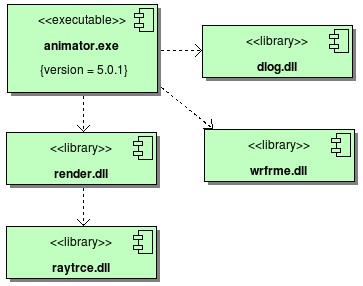 <<executable>>
animator.exe
{version = 5.0.1}
<<library>>
dlog.dll
<<library>>
render.dll
<<library>>
wrfrme.dll
<<library>>
raytrce.dll